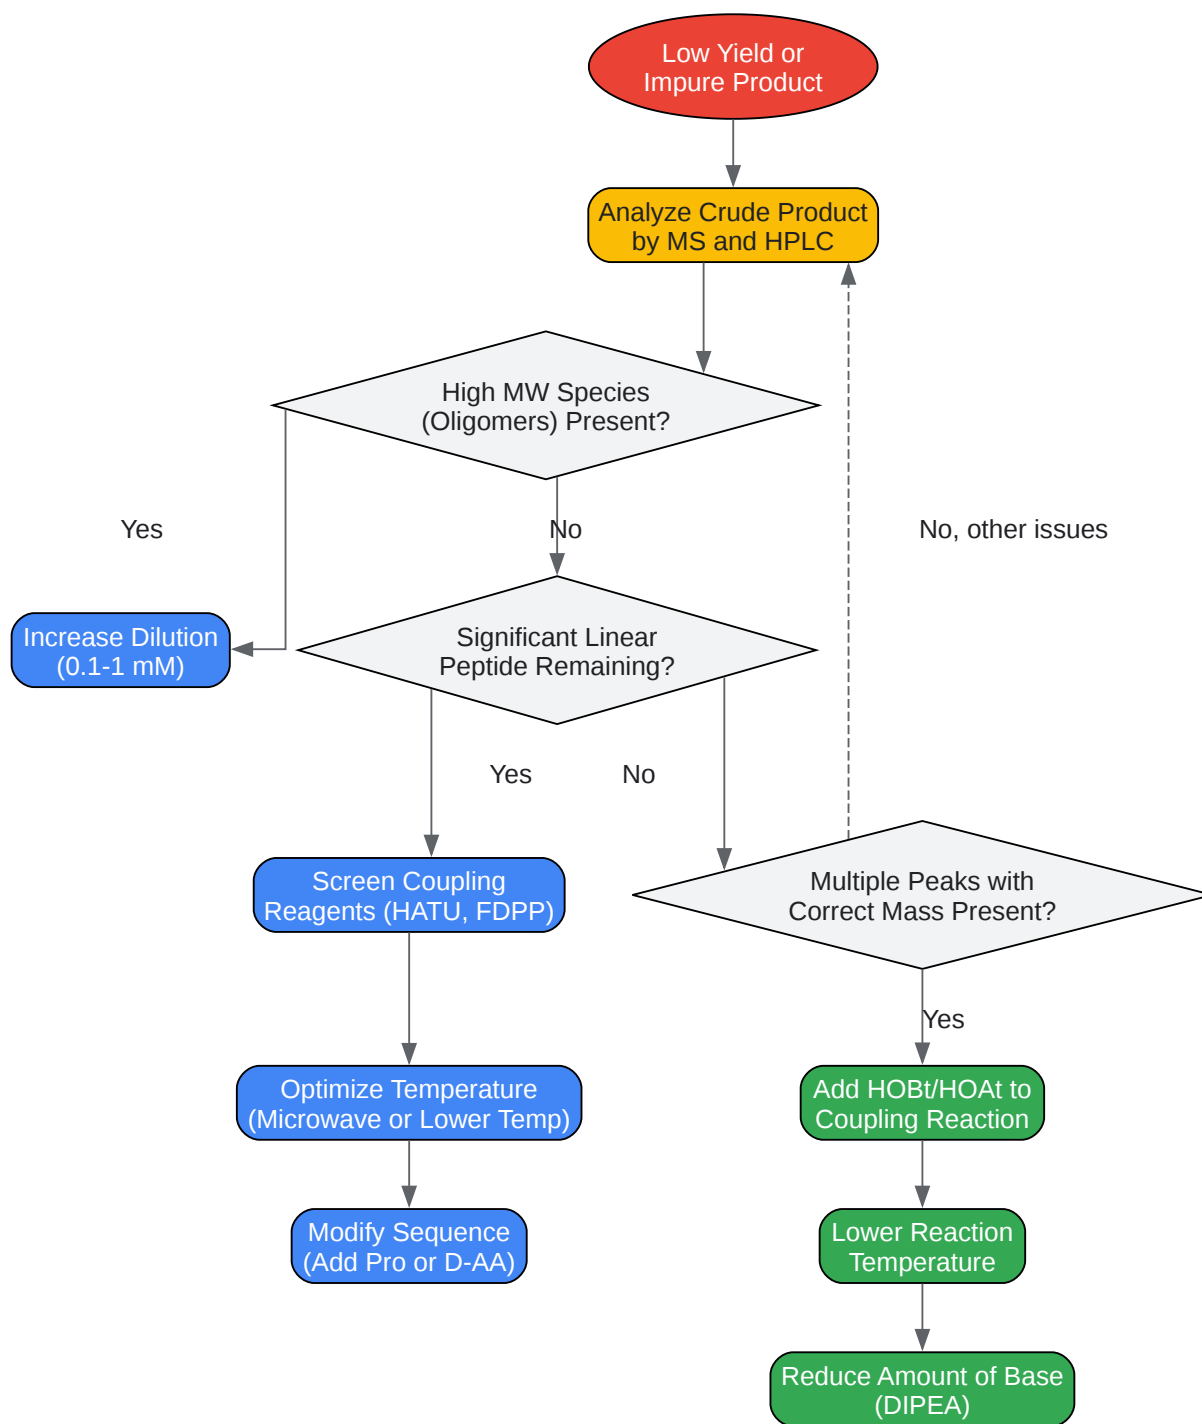 Low Yield or
Impure Product
Analyze Crude Product
by MS and HPLC
High MW Species
(Oligomers) Present?
Yes
No
No, other issues
Increase Dilution
(0.1-1 mM)
Significant Linear
Peptide Remaining?
Yes
No
Screen Coupling
Reagents (HATU, FDPP)
Multiple Peaks with
Correct Mass Present?
Yes
Optimize Temperature
(Microwave or Lower Temp)
Add HOBt/HOAt to
Coupling Reaction
Modify Sequence
(Add Pro or D-AA)
Lower Reaction
Temperature
Reduce Amount of Base
(DIPEA)